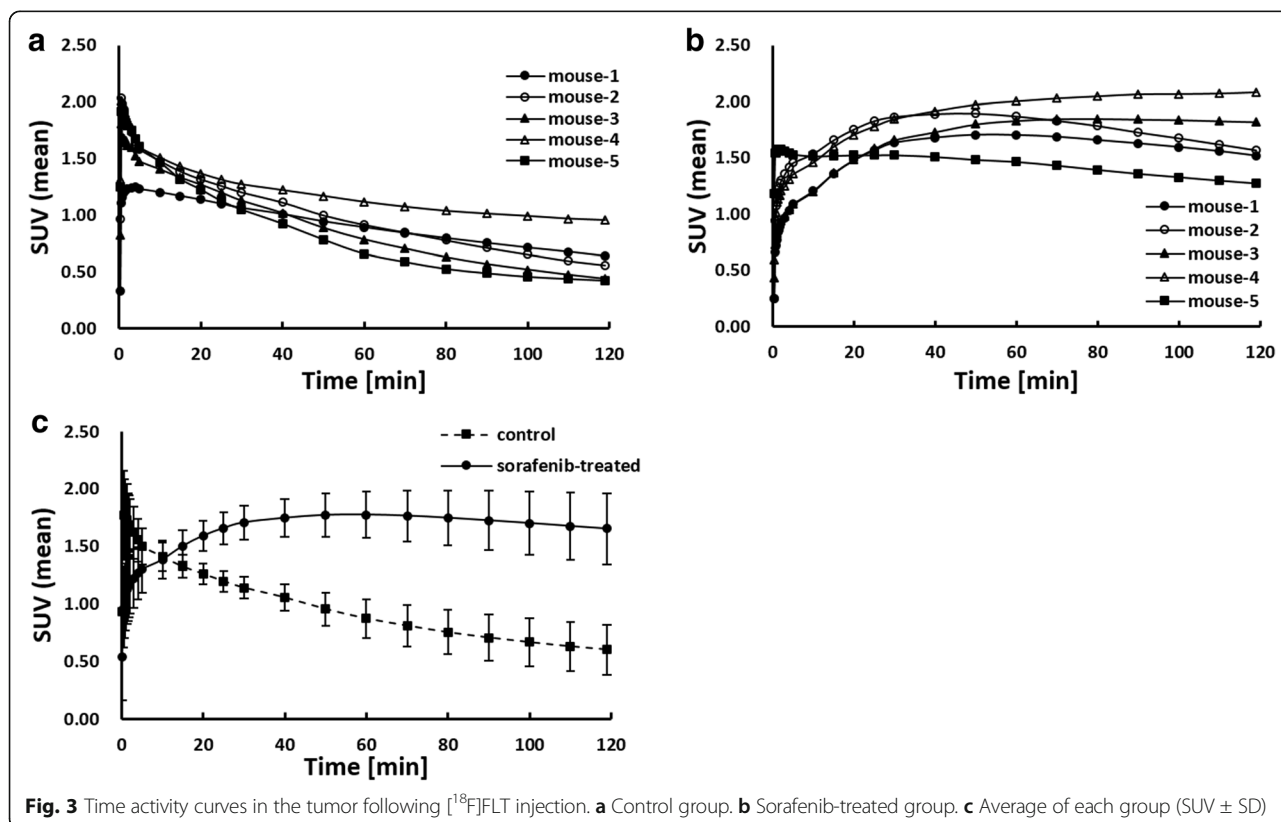 a
2.50
2.00
1.50
1.00
0.50
0.00
SUV (mean)
0 20 40 60 80 100 120
Time [min]
mouse-1
mouse-2
mouse-3
mouse-4
mouse-5
b
2.50
2.00
1.50
1.00
0.50
0.00
SUV (mean)
0 20 40 60 80 100 120
Time [min]
mouse-1
mouse-2
mouse-3
mouse-4
mouse-5
c
2.50
2.00
1.50
1.00
0.50
0.00
SUV (mean)
0 20 40 60 80 100 120
Time [min]
control
sorafenib-treated
Fig. 3 Time activity curves in the tumor following [¹⁸F]FLT injection. a Control group. b Sorafenib-treated group. c Average of each group (SUV ± SD)